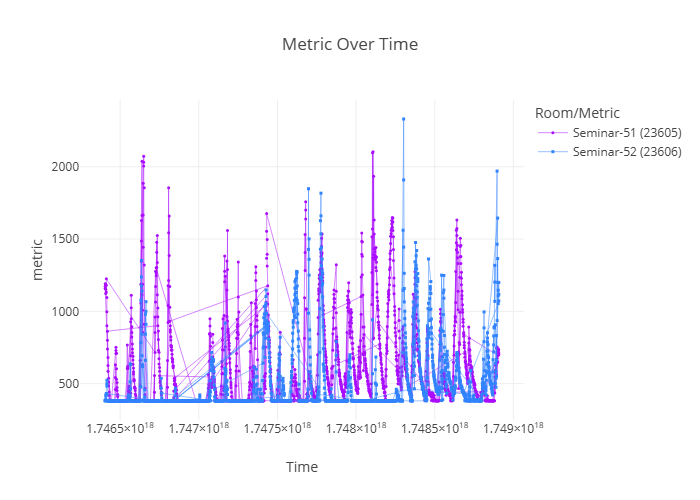 Metric Over Time
Room/Metric
Seminar-51 (23605)
Seminar-52 (23606)
metric
2000
1500
1000
500
1.7465×10¹⁸
1.747×10¹⁸
1.7475×10¹⁸
1.748×10¹⁸
1.7485×10¹⁸
1.749×10¹⁸
Time